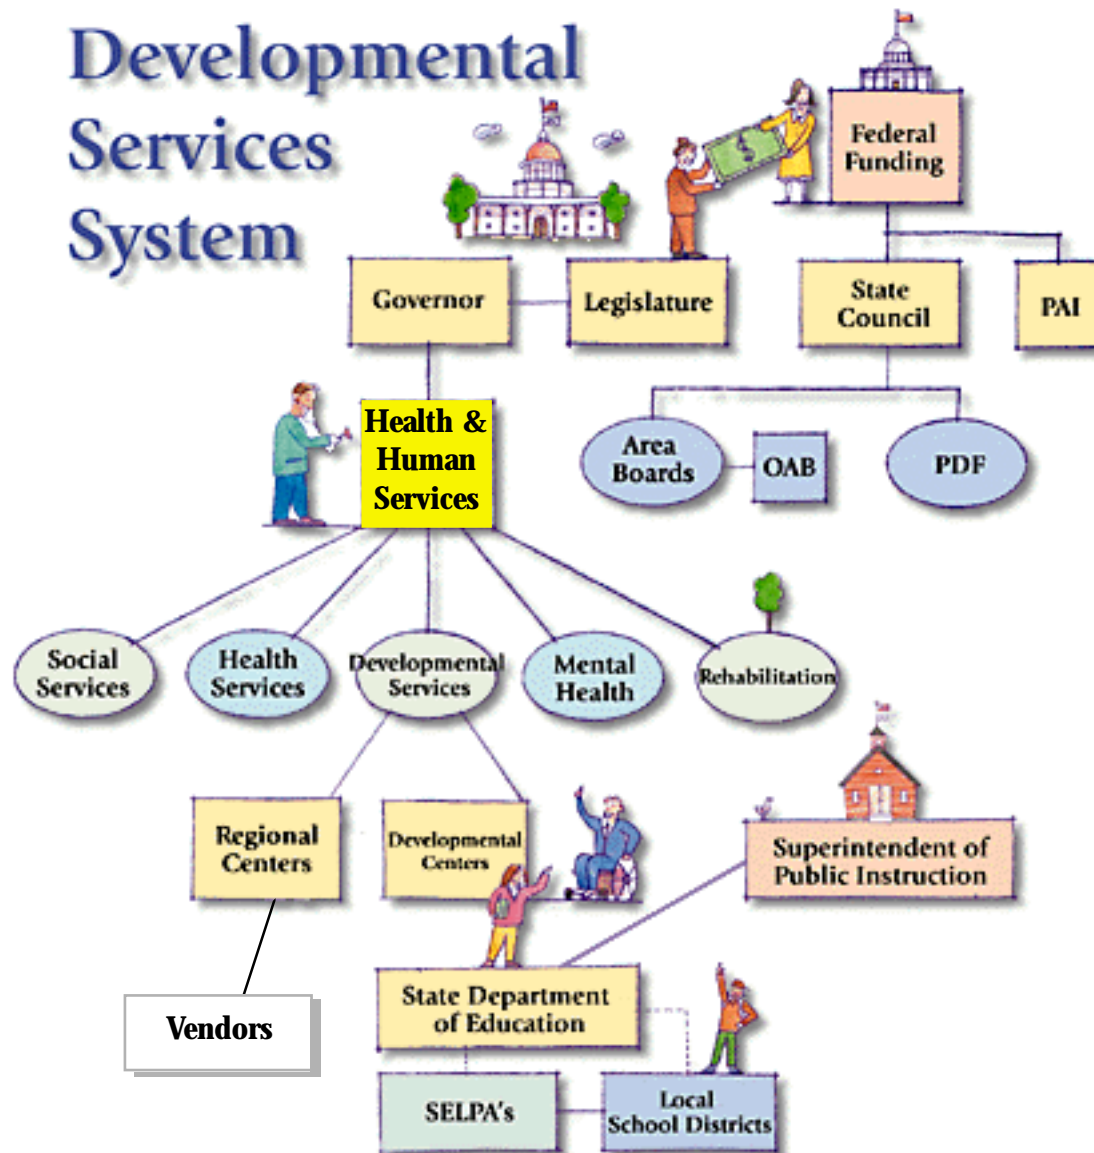 Developmental
Services
System
Federal
Funding
$
Governor
Legislature
State
Council
PAI
Health &
Human
Services
Area
Boards
OAB
PDF
Social
Services
Health
Services
Developmental
Services
Mental
Health
Rehabilitation
Regional
Centers
Developmental
Centers
Superintendent of
Public Instruction
State Department
of Education
Vendors
SELPA's
Local
School Districts